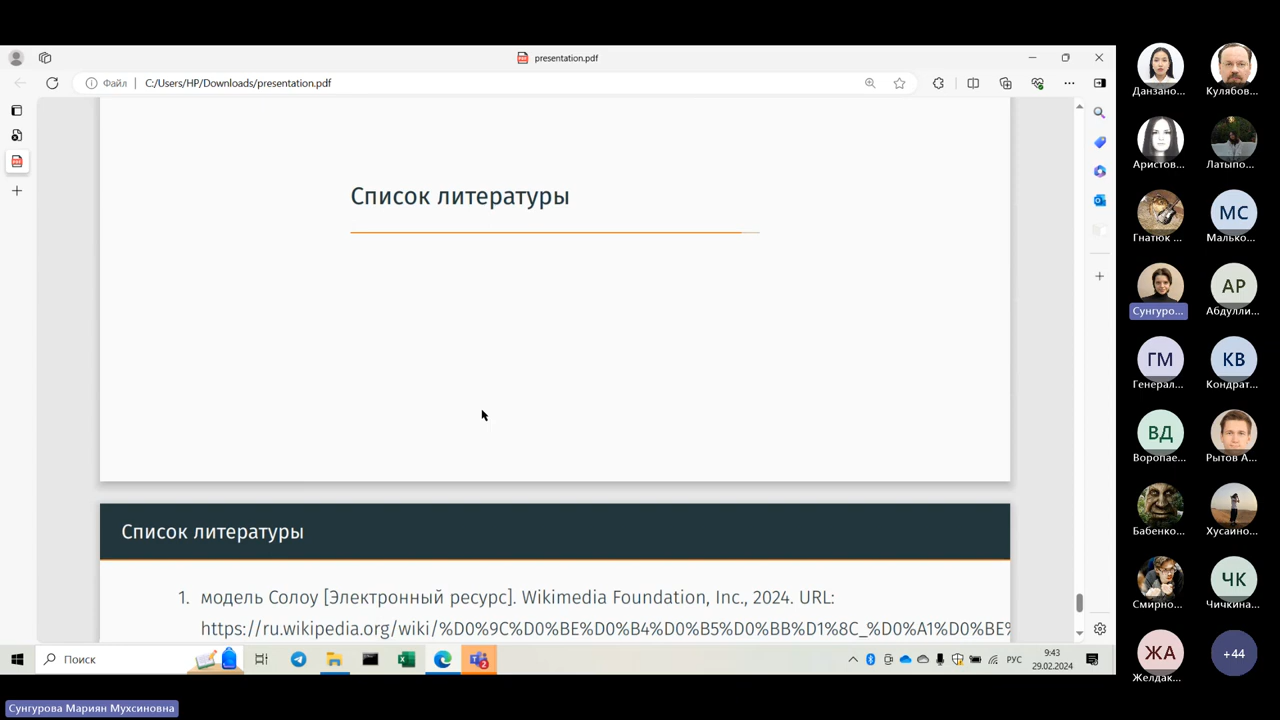 presentation.pdf
Файл
C:/Users/HP/Downloads/presentation.pdf
Список литературы
Список литературы
1. модель Солоу [Электронный ресурс]. Wikimedia Foundation, Inc., 2024. URL:
https://ru.wikipedia.org/wiki/%D0%9C%D0%BE%D0%B4%D0%B5%D0%BB%D1%8C_%D0%A1%D0%BE%
Данзано...
Кулябов...
Аристов...
Латыпо...
Гнатюк ...
МС
Малько...
Сунгуро...
АР
Абдулли...
ГМ
Генерал...
КВ
Кондрат...
ВД
Воропае...
Рытов А...
Бабенко...
Хусаино...
Смирно...
ЧК
Чичкина...
ЖА
Желдак...
+44
Поиск
РУС
9:43
29.02.2024
Сунгурова Мариян Мухсиновна